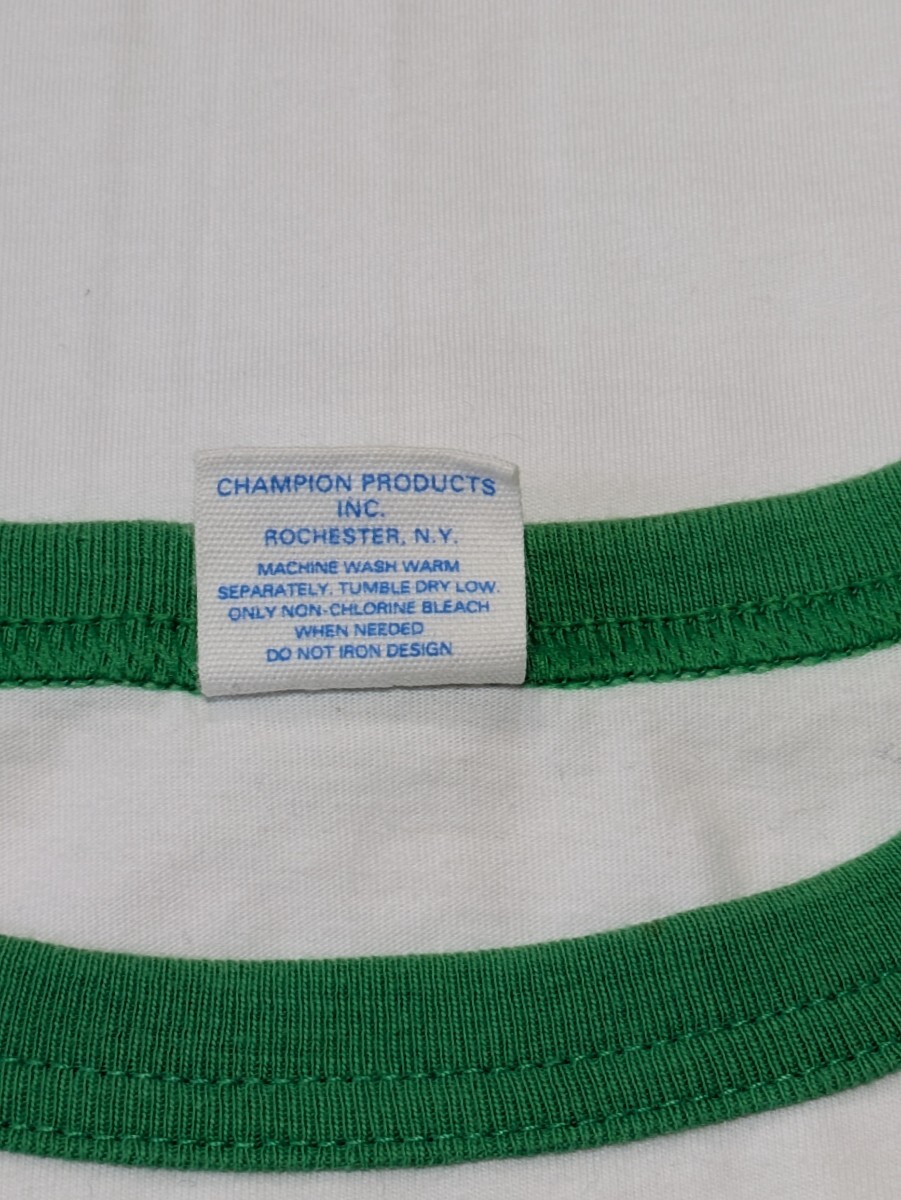 CHAMPION PRODUCTS
INC.
ROCHESTER, N.Y.
MACHINE WASH WARM
SEPARATELY. TUMBLE DRY LOW.
ONLY NON-CHLORINE BLEACH
WHEN NEEDED
DO NOT IRON DESIGN